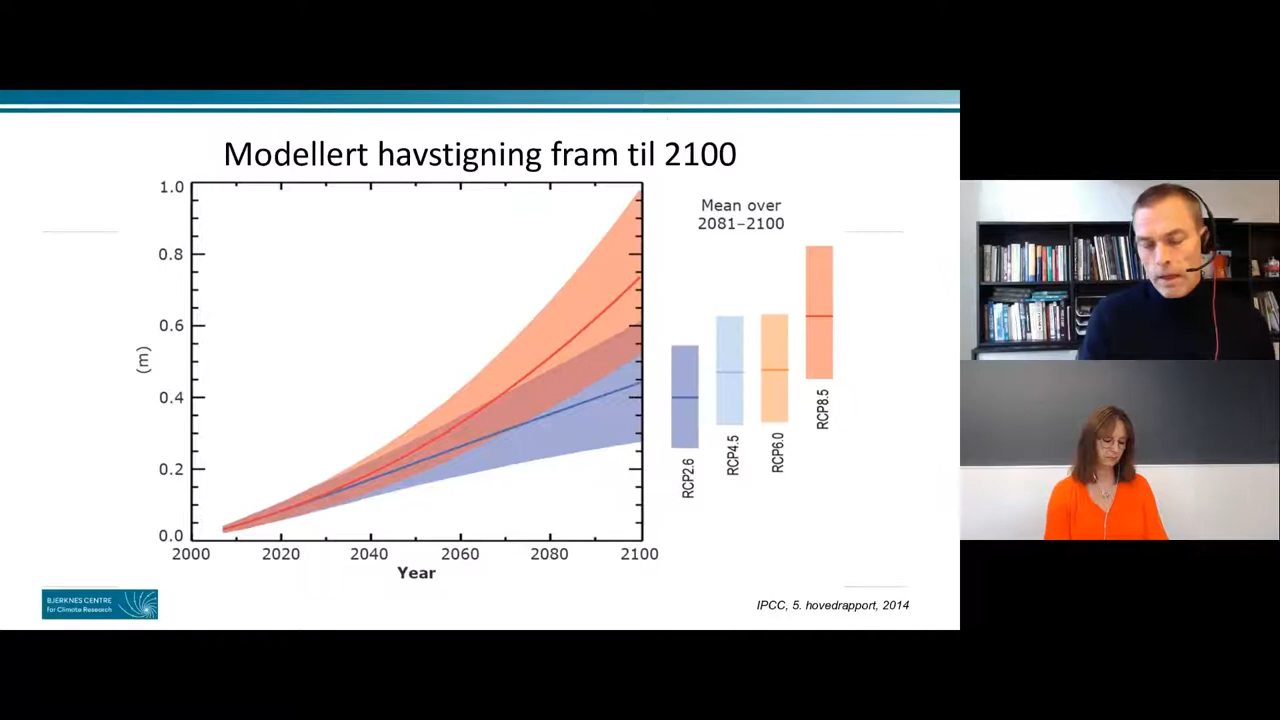 Modellert havstigning fram til 2100
1.0
0.8
0.6
0.4
0.2
0.0
(m)
2000 2020 2040 2060 2080 2100
Year
Mean over
2081–2100
RCP2.6
RCP4.5
RCP6.0
RCP8.5
BJERKNES CENTRE
for Climate Research
IPCC, 5. hovedrapport, 2014